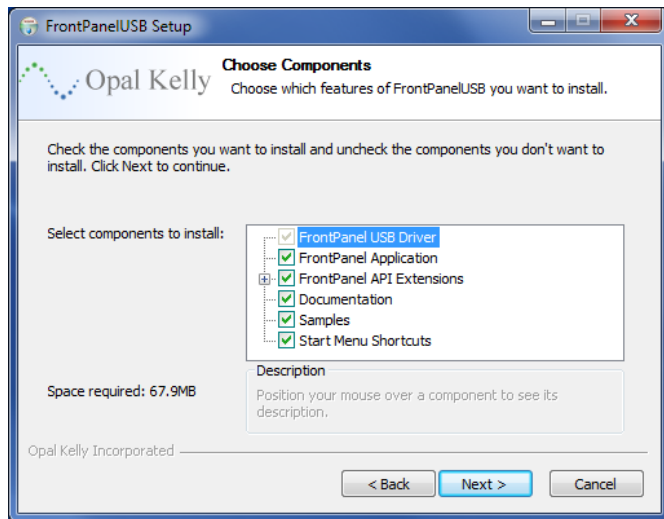 FrontPanelUSB Setup
Opal Kelly
Choose Components
Choose which features of FrontPanelUSB you want to install.
Check the components you want to install and uncheck the components you don't want to
install. Click Next to continue.
Select components to install:
FrontPanel USB Driver
FrontPanel Application
FrontPanel API Extensions
Documentation
Samples
Start Menu Shortcuts
Space required: 67.9MB
Description
Position your mouse over a component to see its
description.
Opal Kelly Incorporated
< Back
Next >
Cancel